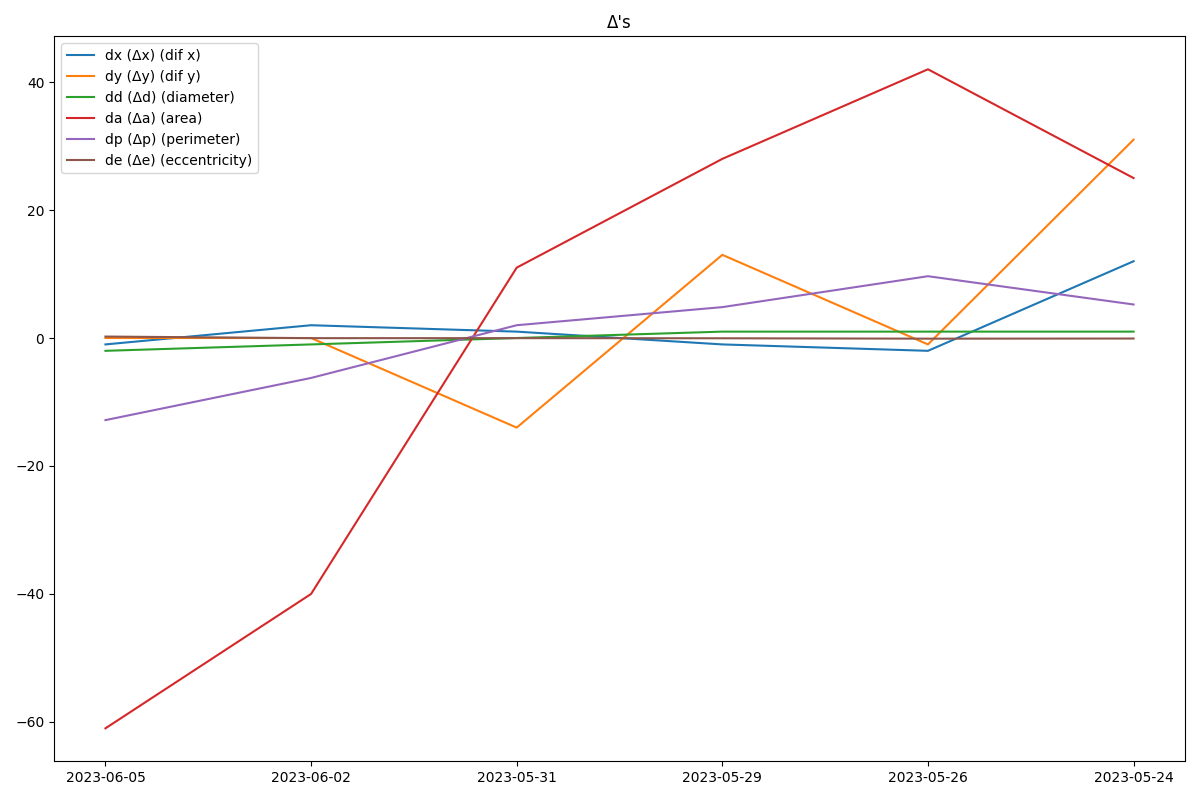 Δ's
dx (Δx) (dif x)
dy (Δy) (dif y)
dd (Δd) (diameter)
da (Δa) (area)
dp (Δp) (perimeter)
de (Δe) (eccentricity)
40
20
0
−20
−40
−60
2023-06-05 2023-06-02 2023-05-31 2023-05-29 2023-05-26 2023-05-24